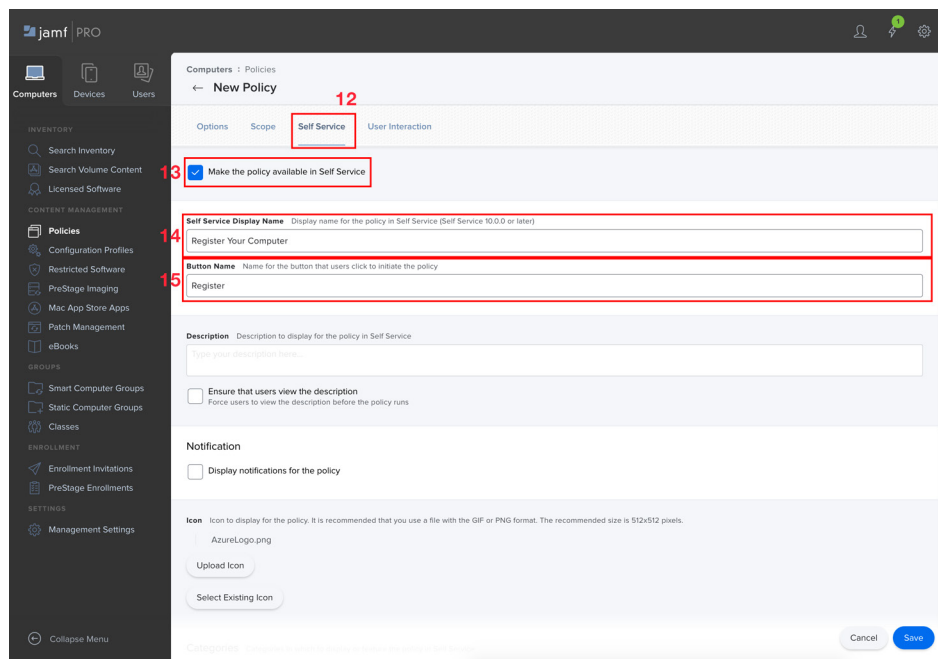 jamf PRO
1
Computers
Devices
Users
INVENTORY
Search Inventory
Search Volume Content
Licensed Software
CONTENT MANAGEMENT
Policies
Configuration Profiles
Restricted Software
PreStage Imaging
Mac App Store Apps
Patch Management
eBooks
GROUPS
Smart Computer Groups
Static Computer Groups
Classes
ENROLLMENT
Enrollment Invitations
PreStage Enrollments
SETTINGS
Management Settings
Collapse Menu
Computers : Policies
← New Policy
12
Options Scope Self Service User Interaction
13 Make the policy available in Self Service
Self Service Display Name Display name for the policy in Self Service (Self Service 10.0.0 or later)
14 Register Your Computer
Button Name Name for the button that users click to initiate the policy
15 Register
Description Description to display for the policy in Self Service
Type your description here...
Ensure that users view the description
Force users to view the description before the policy runs
Notification
Display notifications for the policy
Icon Icon to display for the policy. It is recommended that you use a file with the GIF or PNG format. The recommended size is 512x512 pixels.
AzureLogo.png
Upload Icon
Select Existing Icon
Categories
Cancel Save